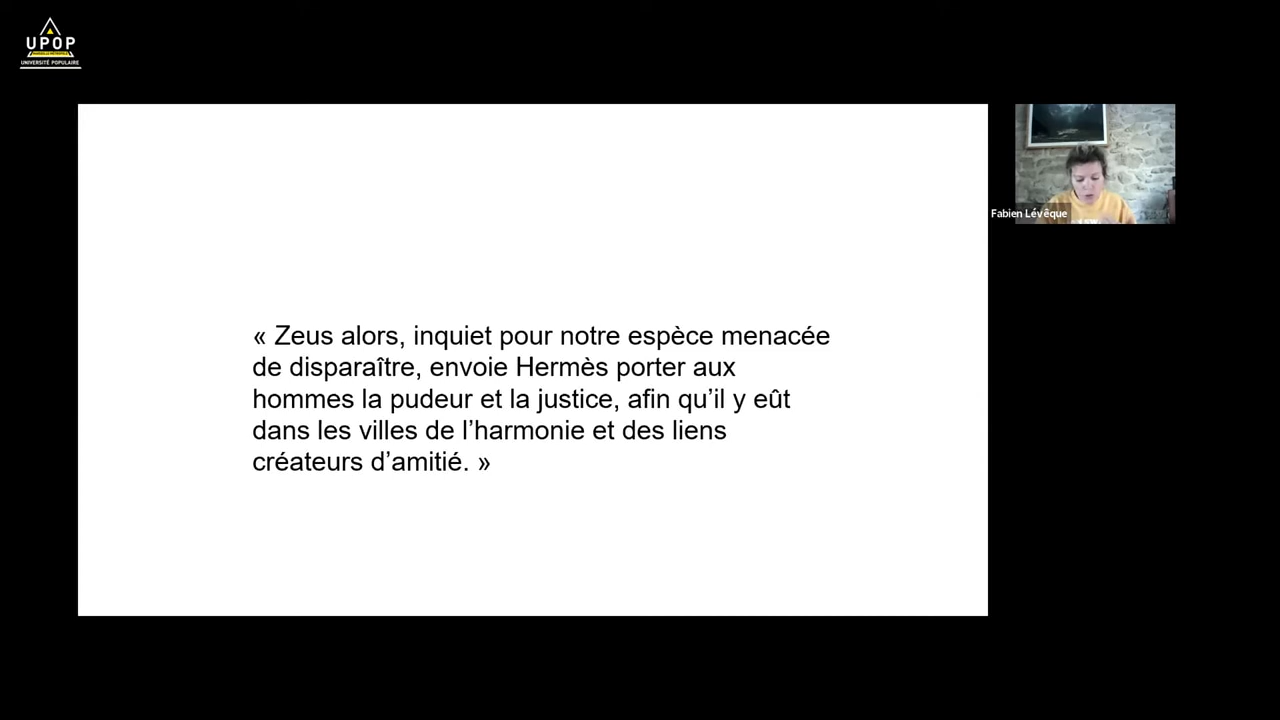 UPOP
UNIVERSITÉ POPULAIRE
Fabien Lévêque
« Zeus alors, inquiet pour notre espèce menacée
de disparaître, envoie Hermès porter aux
hommes la pudeur et la justice, afin qu’il y eût
dans les villes de l’harmonie et des liens
créateurs d’amitié. »